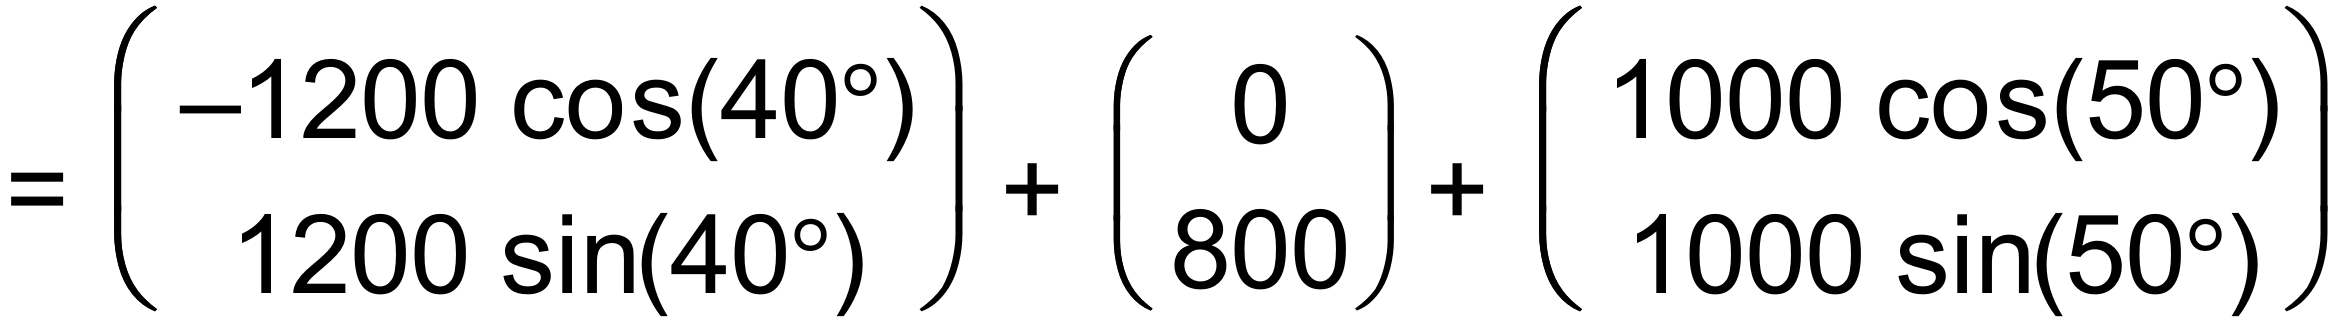 = ( –1200 cos(40°) ) + ( 0 ) + ( 1000 cos(50°) )
( 1200 sin(40°) ) ( 800 ) ( 1000 sin(50°) )